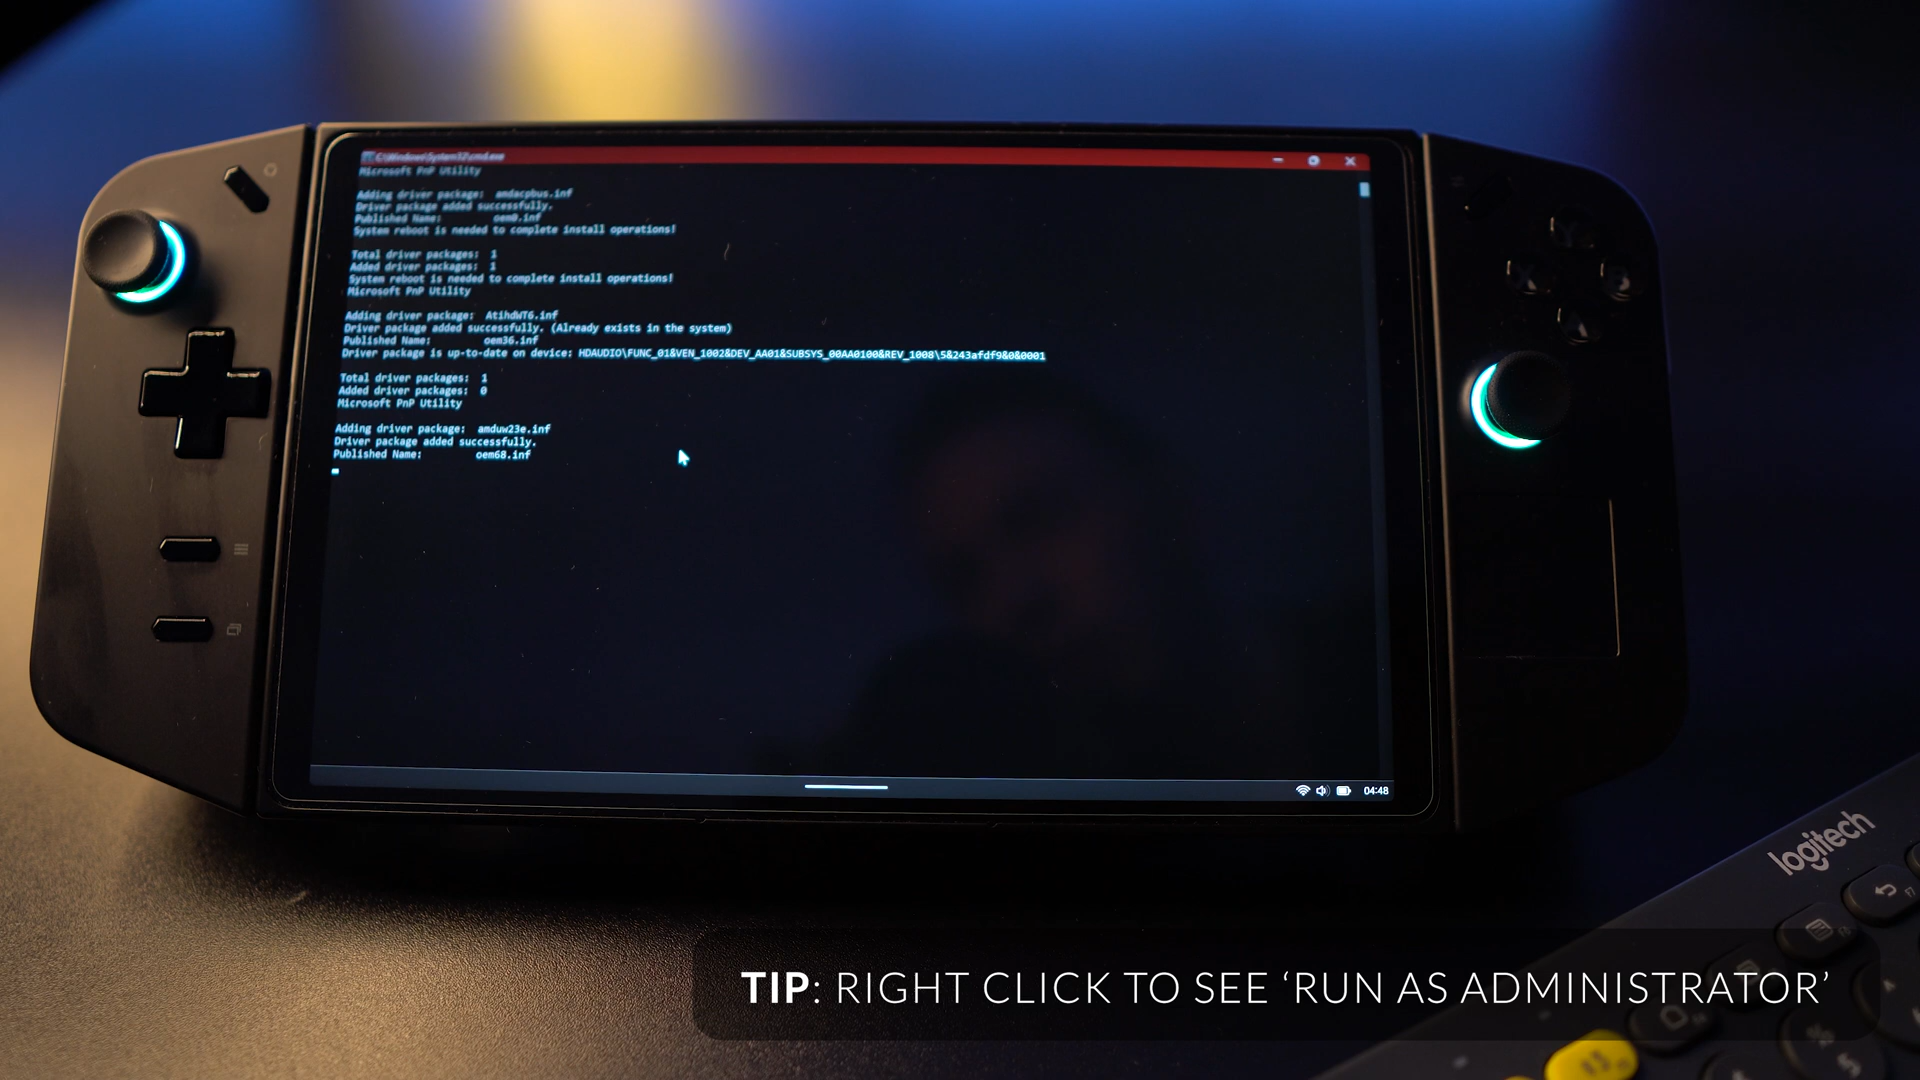 C:\Windows\System32\cmd.exe
Microsoft PnP Utility
Adding driver package:  amdacpbus.inf
Driver package added successfully.
Published Name:         oem0.inf
System reboot is needed to complete install operations!
Total driver packages:  1
Added driver packages:  1
System reboot is needed to complete install operations!
Microsoft PnP Utility
Adding driver package:  AtihdWT6.inf
Driver package added successfully. (Already exists in the system)
Published Name:         oem36.inf
Driver package is up-to-date on device: HDAUDIO\FUNC_01&VEN_1002&DEV_AA01&SUBSYS_00AA0100&REV_1008\5&243afdf9&0&0001
Total driver packages:  1
Added driver packages:  0
Microsoft PnP Utility
Adding driver package:  amduw23e.inf
Driver package added successfully.
Published Name:         oem68.inf
04:48
Y
X
B
A
logitech
TIP: RIGHT CLICK TO SEE ‘RUN AS ADMINISTRATOR’